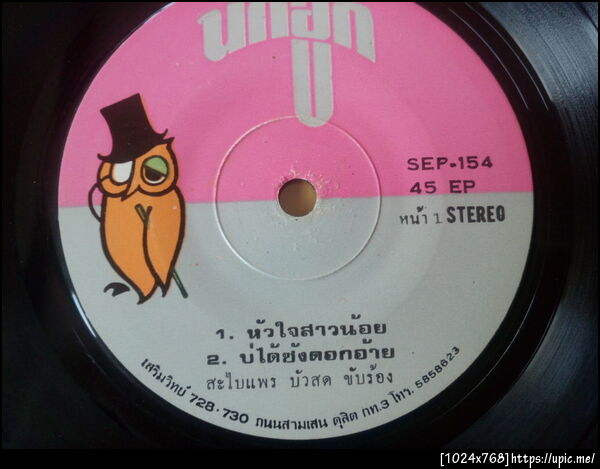 นกฮูก
SEP-154
45 EP
หน้า 1 STEREO
1. หัวใจสาวน้อย
2. บ่ได้ซังดอกอ้าย
สะไบแพร บัวสด ขับร้อง
เสริมวิทย์ 728-730 ถนนสามเสน ดุสิต กท.3 โทร. 5858623
[1024x768]https://upic.me/